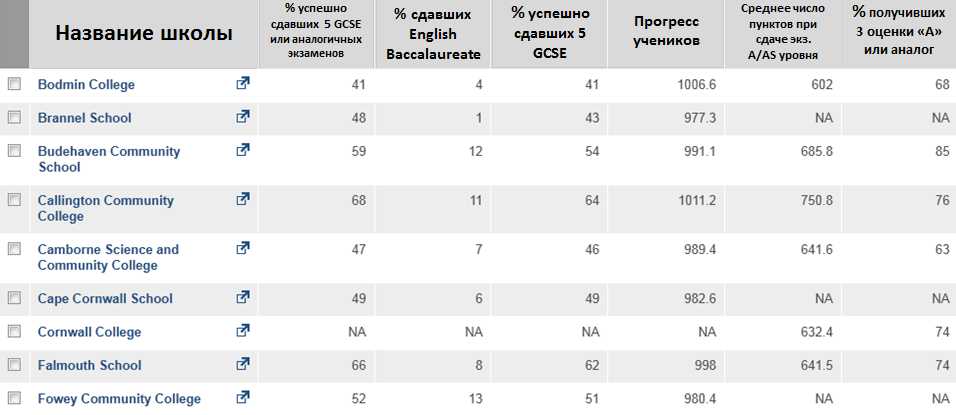 Название школы
% успешно
сдавших 5 GCSE
или аналогичных
экзаменов
% сдавших
English
Baccalaureate
% успешно
сдавших 5
GCSE
Прогресс
учеников
Среднее число
пунктов при
сдаче экз.
A/AS уровня
% получивших
3 оценки «А»
или аналог
Bodmin College 41 4 41 1006.6 602 68
Brannel School 48 1 43 977.3 NA NA
Budehaven Community
School 59 12 54 991.1 685.8 85
Callington Community
College 68 11 64 1011.2 750.8 76
Camborne Science and
Community College 47 7 46 989.4 641.6 63
Cape Cornwall School 49 6 49 982.6 NA NA
Cornwall College NA NA NA NA 632.4 74
Falmouth School 66 8 62 998 641.5 74
Fowey Community College 52 13 51 980.4 NA NA